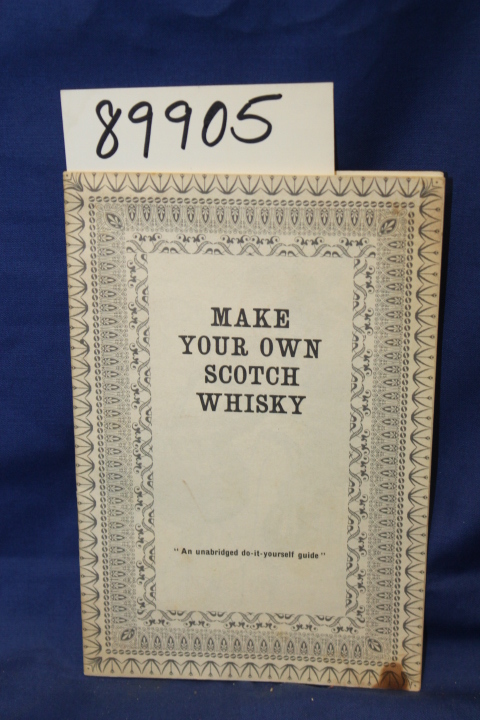 89905
MAKE
YOUR OWN
SCOTCH
WHISKY
"An unabridged do-it-yourself guide"